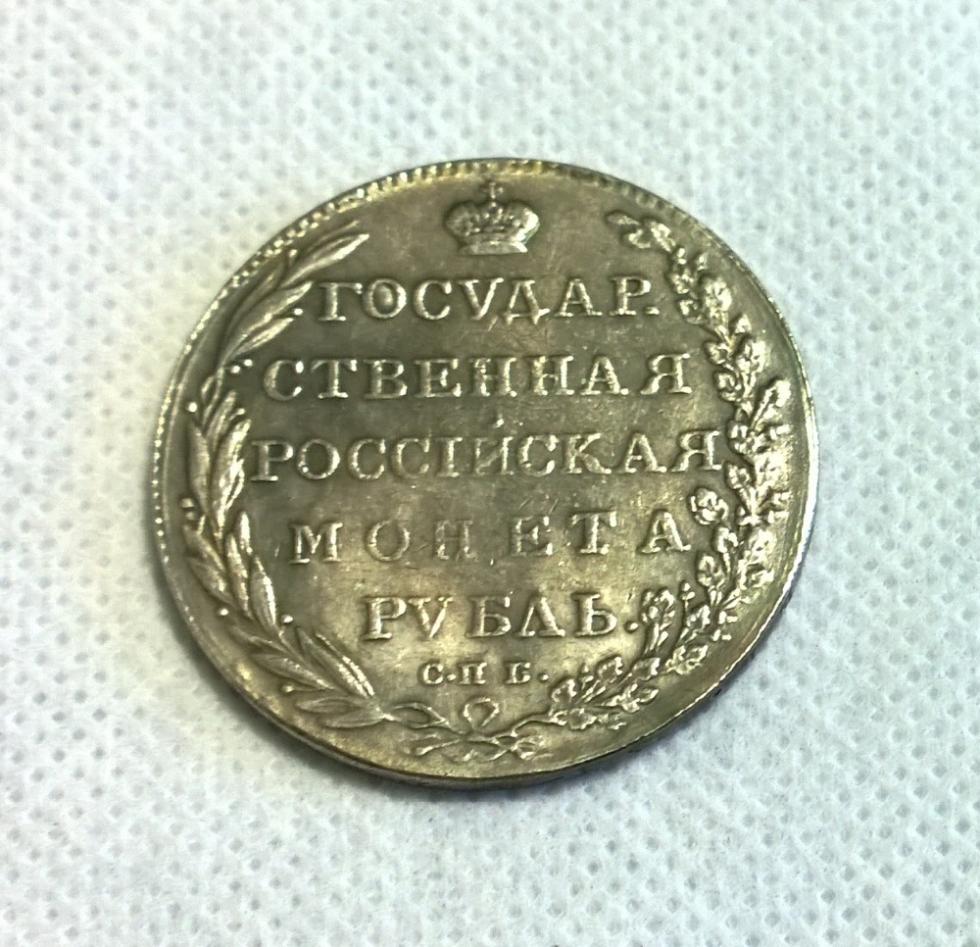 ГОСУДАР.
СТВЕННАЯ
РОССІЙСКАЯ
МОНЕТА
РУБЛЬ.
С.П Б.